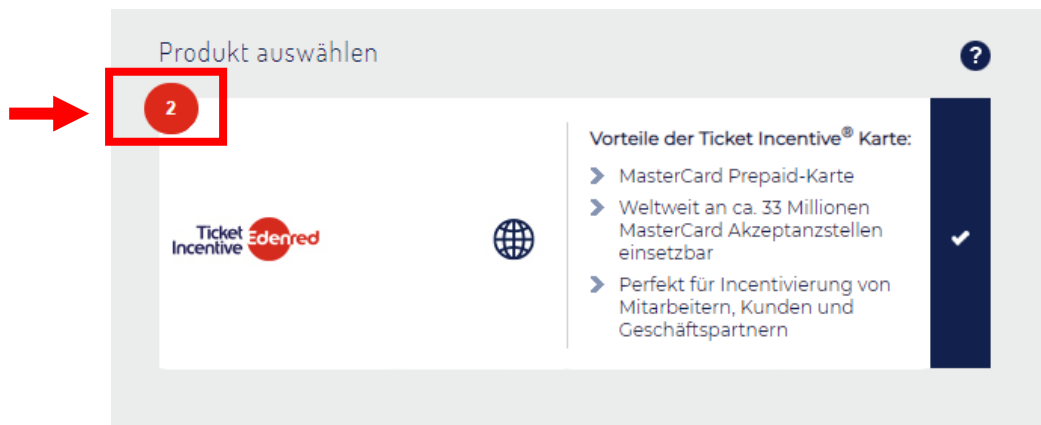 Produkt auswählen
?
2
Ticket
Incentive
Edenred
Vorteile der Ticket Incentive® Karte:
MasterCard Prepaid-Karte
Weltweit an ca. 33 Millionen
MasterCard Akzeptanzstellen
einsetzbar
Perfekt für Incentivierung von
Mitarbeitern, Kunden und
Geschäftspartnern